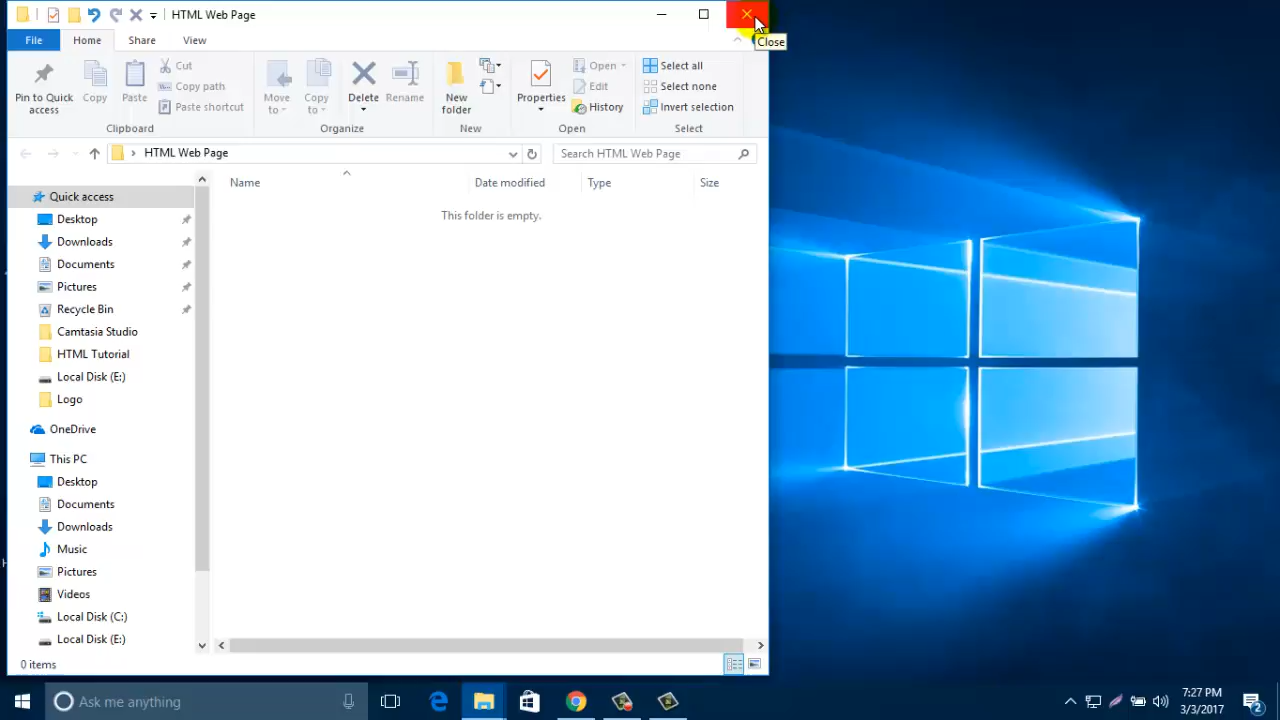 HTML Web Page
Close
File Home Share View
Pin to Quick access
Copy
Paste
Cut
Copy path
Paste shortcut
Clipboard
Move to
Copy to
Delete
Rename
Organize
New folder
New
Properties
Open
Edit
History
Open
Select all
Select none
Invert selection
Select
HTML Web Page
Search HTML Web Page
Name Date modified Type Size
This folder is empty.
Quick access
Desktop
Downloads
Documents
Pictures
Recycle Bin
Camtasia Studio
HTML Tutorial
Local Disk (E:)
Logo
OneDrive
This PC
Desktop
Documents
Downloads
Music
Pictures
Videos
Local Disk (C:)
Local Disk (E:)
0 items
Ask me anything
7:27 PM
3/3/2017
2